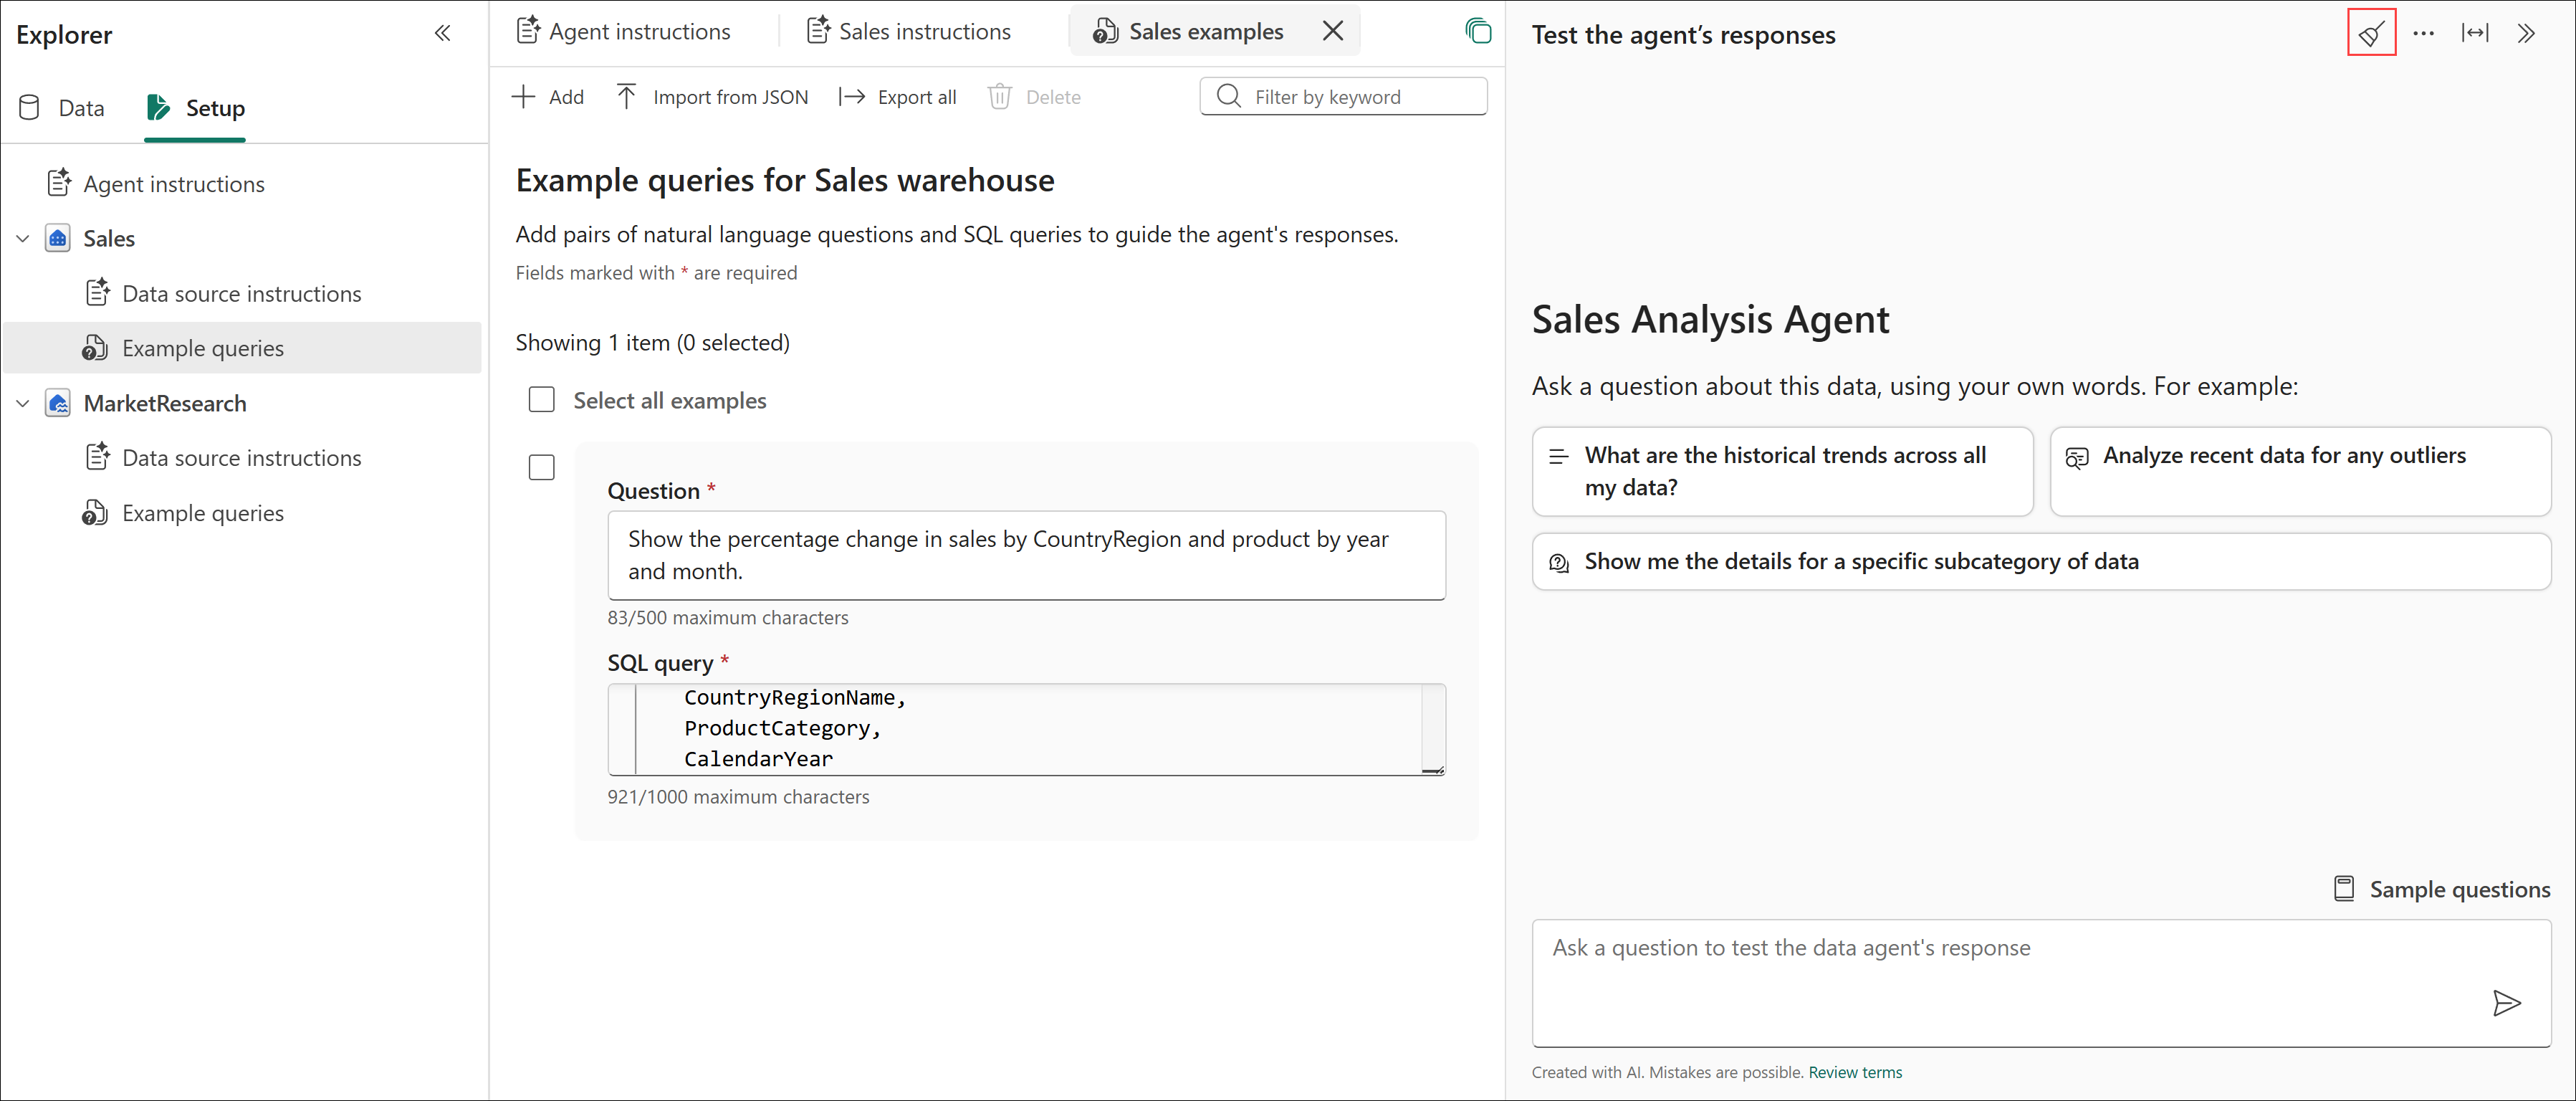 Explorer
Data
Setup
Agent instructions
Sales
Data source instructions
Example queries
MarketResearch
Data source instructions
Example queries
Agent instructions
Sales instructions
Sales examples
Add
Import from JSON
Export all
Delete
Filter by keyword
Example queries for Sales warehouse
Add pairs of natural language questions and SQL queries to guide the agent's responses.
Fields marked with * are required
Showing 1 item (0 selected)
Select all examples
Question *
Show the percentage change in sales by CountryRegion and product by year
and month.
83/500 maximum characters
SQL query *
CountryRegionName,
ProductCategory,
CalendarYear
921/1000 maximum characters
Test the agent’s responses
Sales Analysis Agent
Ask a question about this data, using your own words. For example:
What are the historical trends across all
my data?
Analyze recent data for any outliers
Show me the details for a specific subcategory of data
Sample questions
Ask a question to test the data agent's response
Created with AI. Mistakes are possible. Review terms